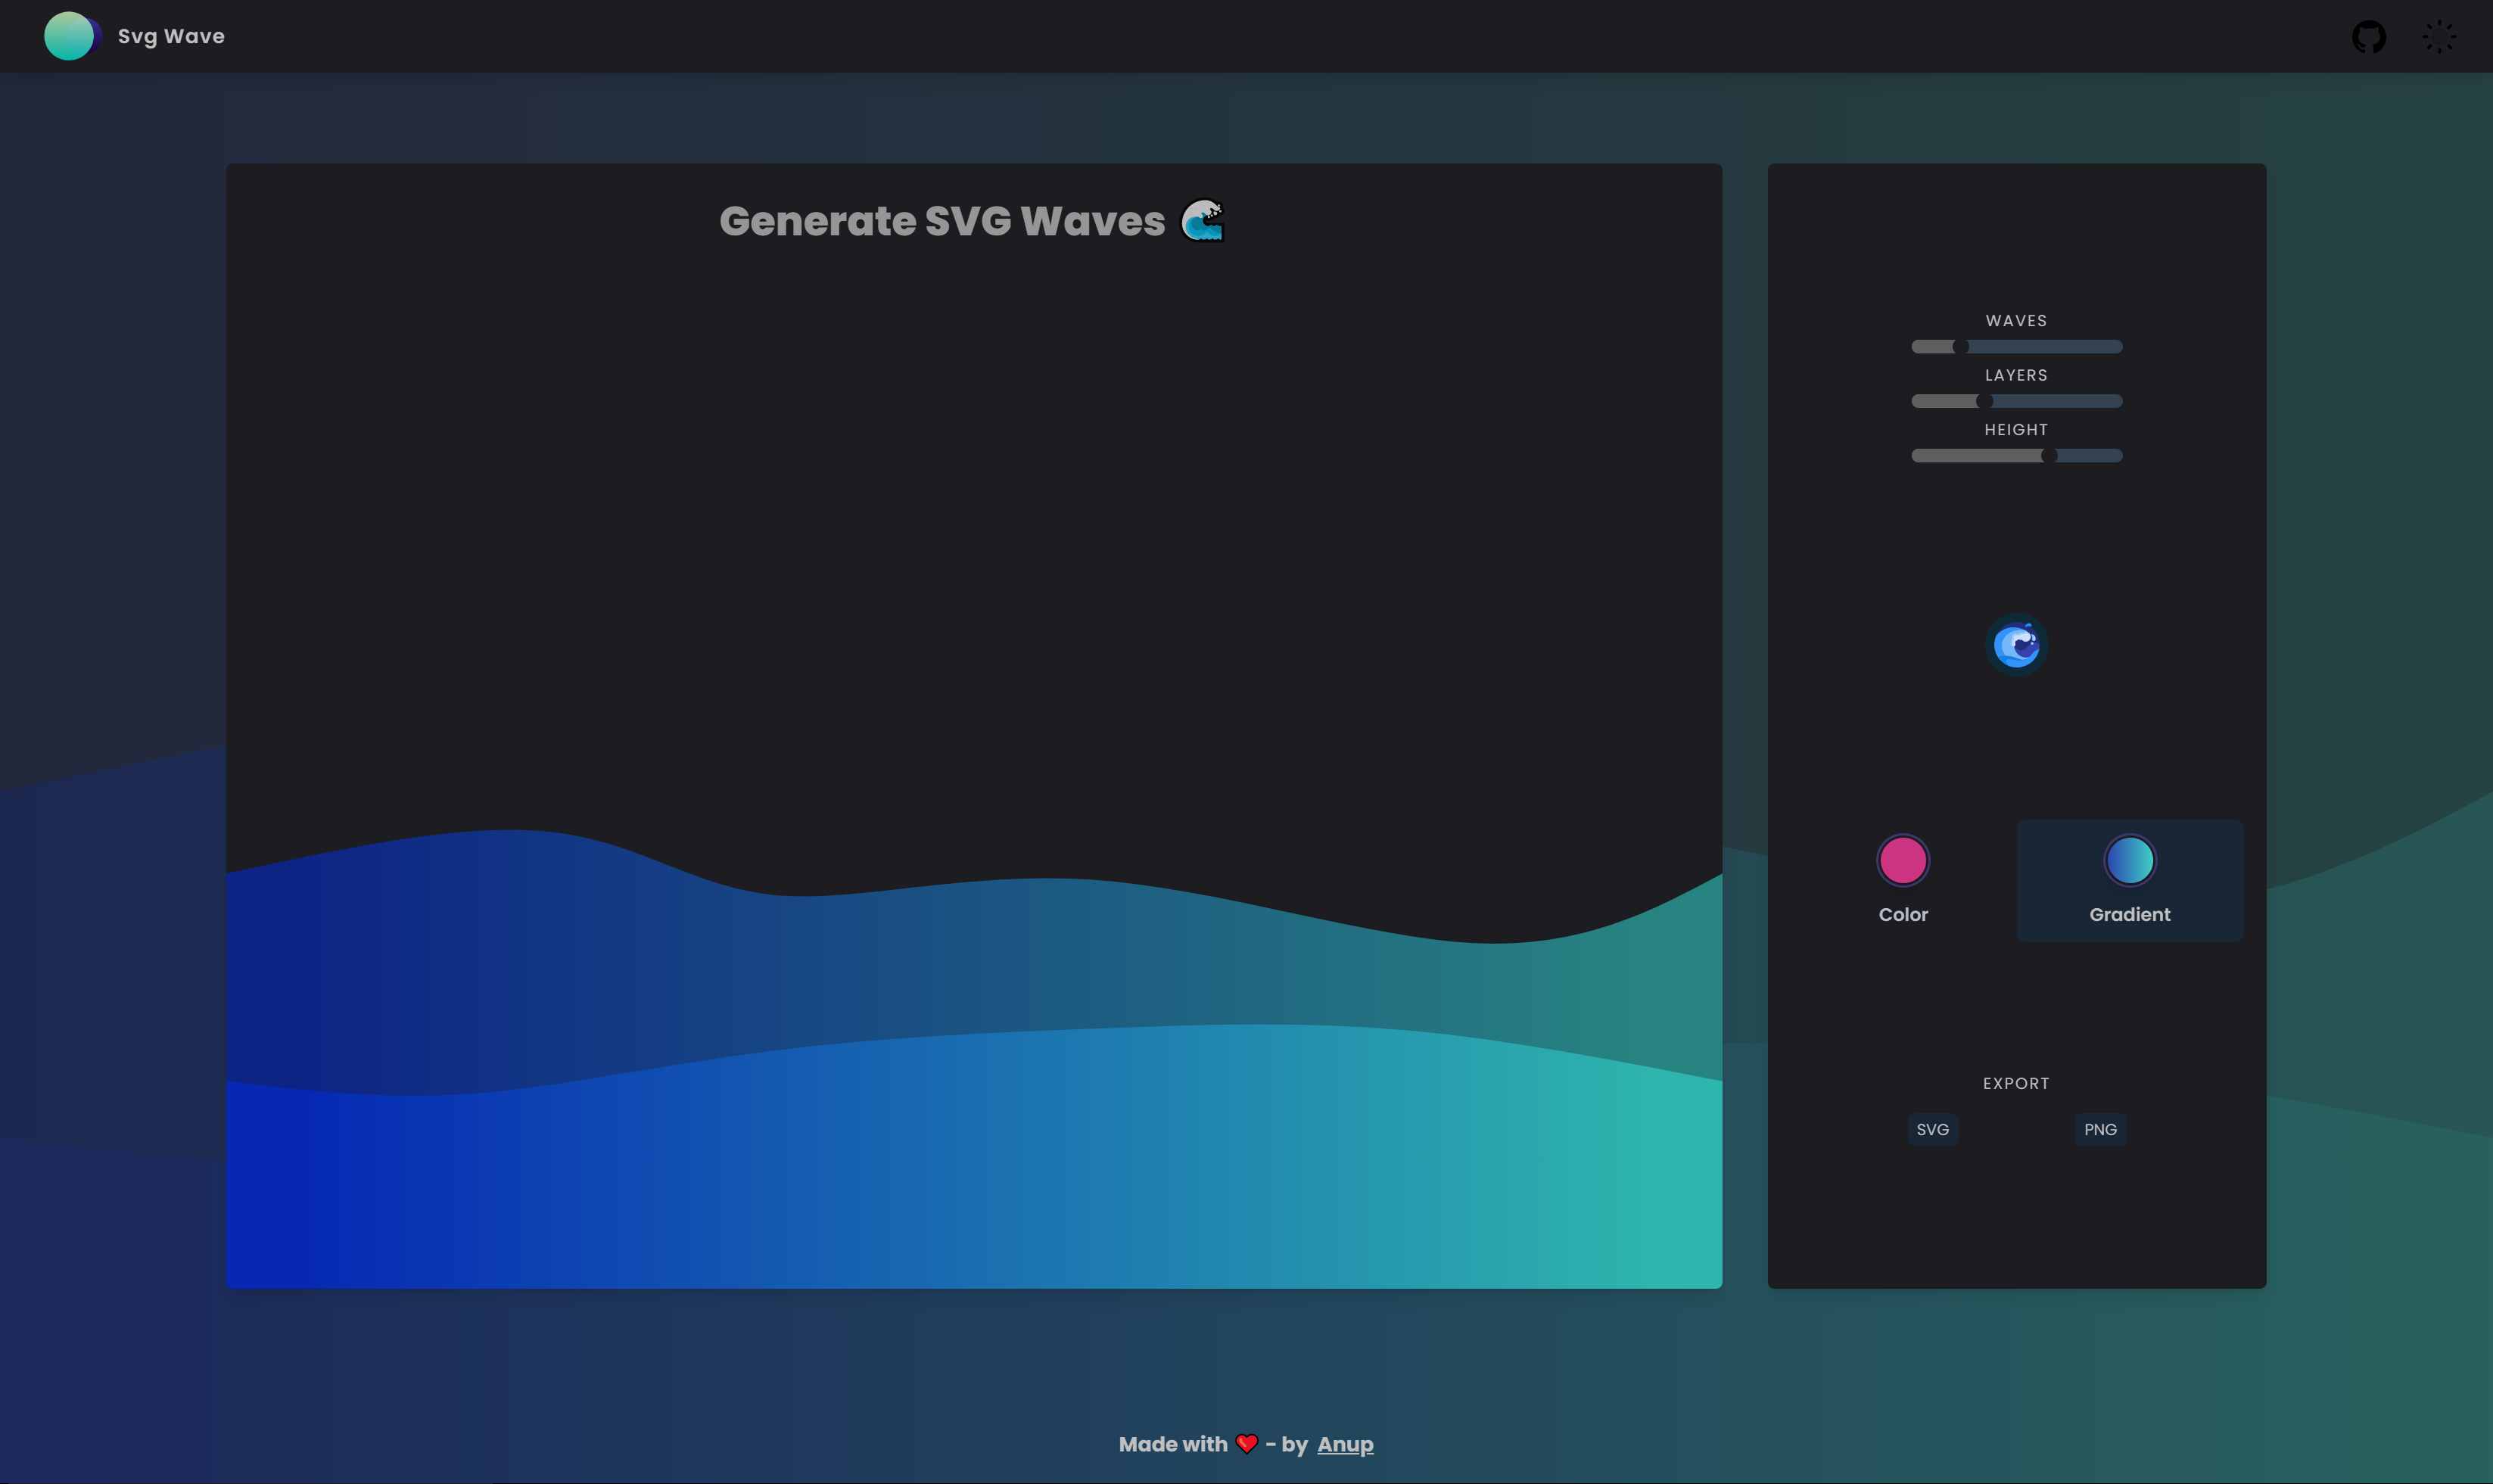 Svg Wave
Generate SVG Waves 🌊
WAVES
LAYERS
HEIGHT
Color
Gradient
EXPORT
SVG
PNG
Made with ❤️ - by Anup